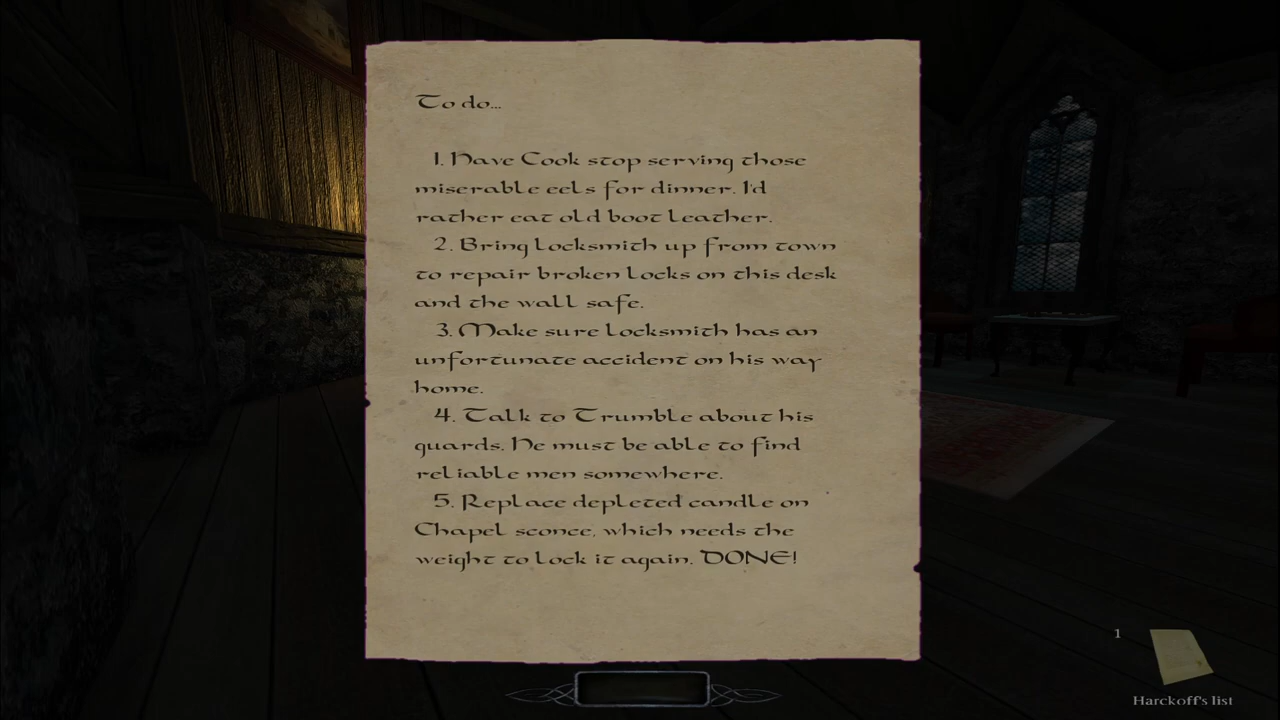 To do...
1. Have Cook stop serving those
miserable eels for dinner. I'd
rather eat old boot leather.
2. Bring locksmith up from town
to repair broken locks on this desk
and the wall safe.
3. Make sure locksmith has an
unfortunate accident on his way
home.
4. Talk to Trumble about his
guards. He must be able to find
reliable men somewhere.
5. Replace depleted candle on
Chapel sconce, which needs the
weight to lock it again. DONE!
1
Harckoff's list